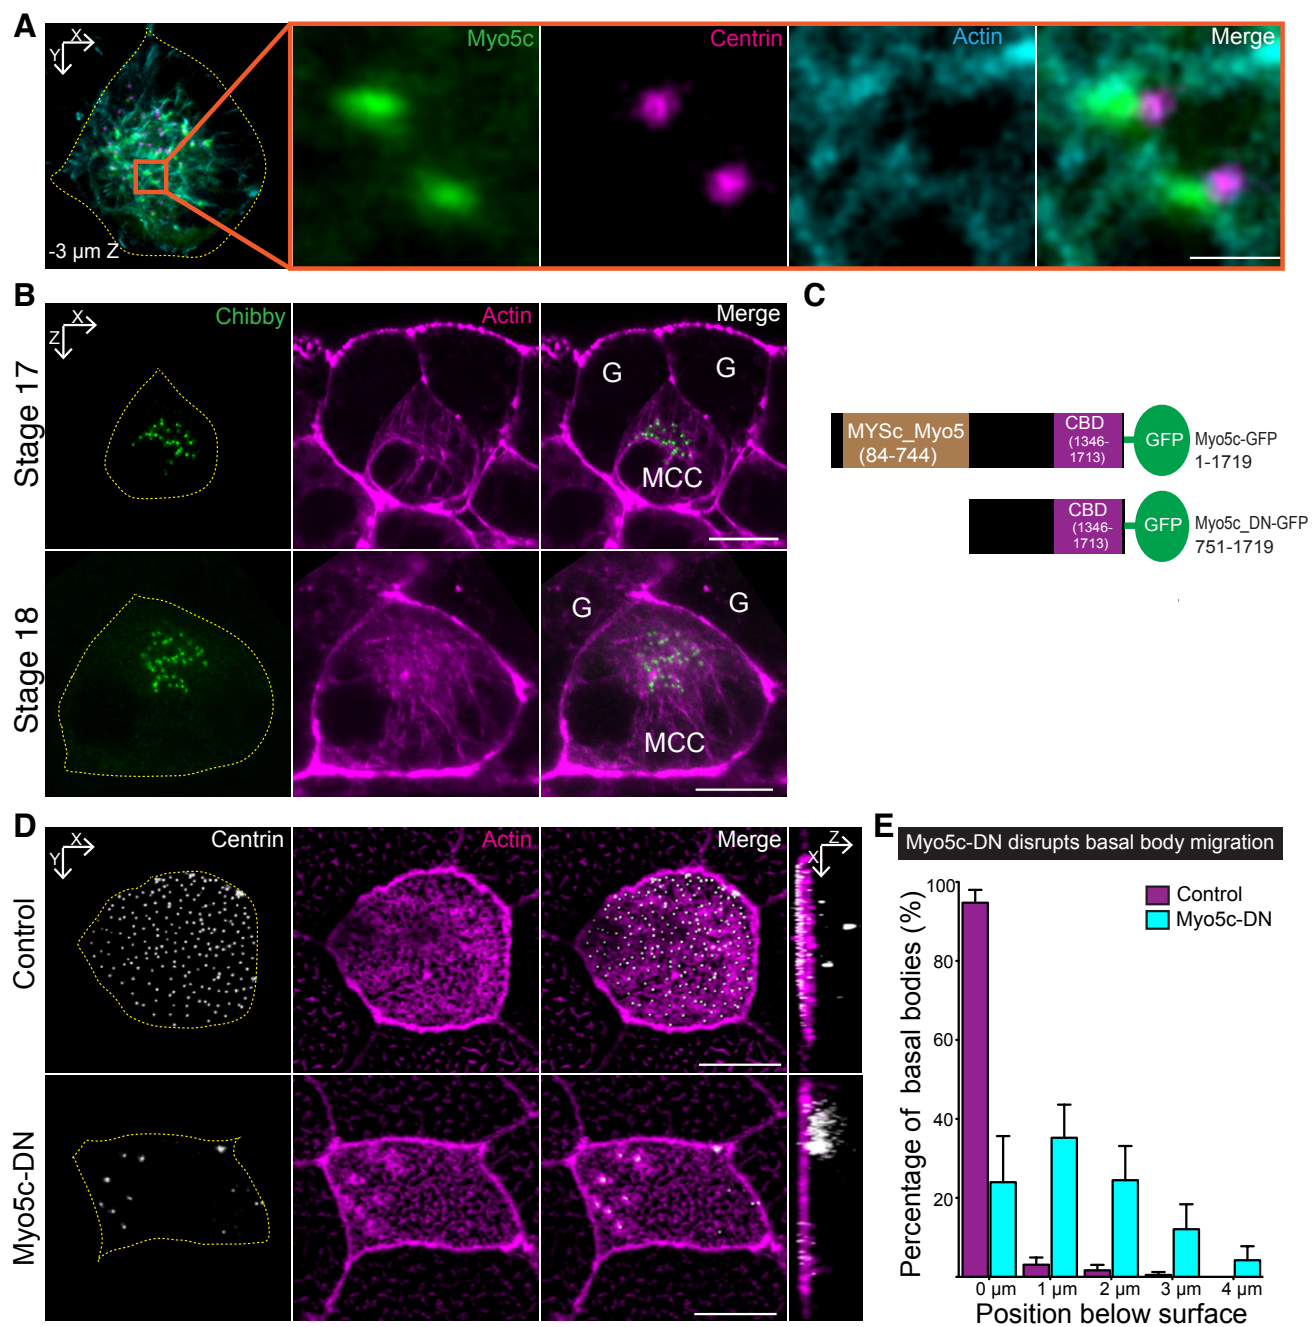 A
X
Y
-3 µm Z
Myo5c
Centrin
Actin
Merge
B
Stage 17
X
Z
Chibby
Actin
Merge
G
G
MCC
Stage 18
G
G
MCC
C
MYSc_Myo5
(84-744)
CBD
(1346-
1713)
GFP
Myo5c-GFP
1-1719
CBD
(1346-
1713)
GFP
Myo5c_DN-GFP
751-1719
D
Control
X
Y
Centrin
Actin
Merge
Z
X
Myo5c-DN
E
Myo5c-DN disrupts basal body migration
Control
Myo5c-DN
Percentage of basal bodies (%)
100
80
60
40
20
0 µm 1 µm 2 µm 3 µm 4 µm
Position below surface